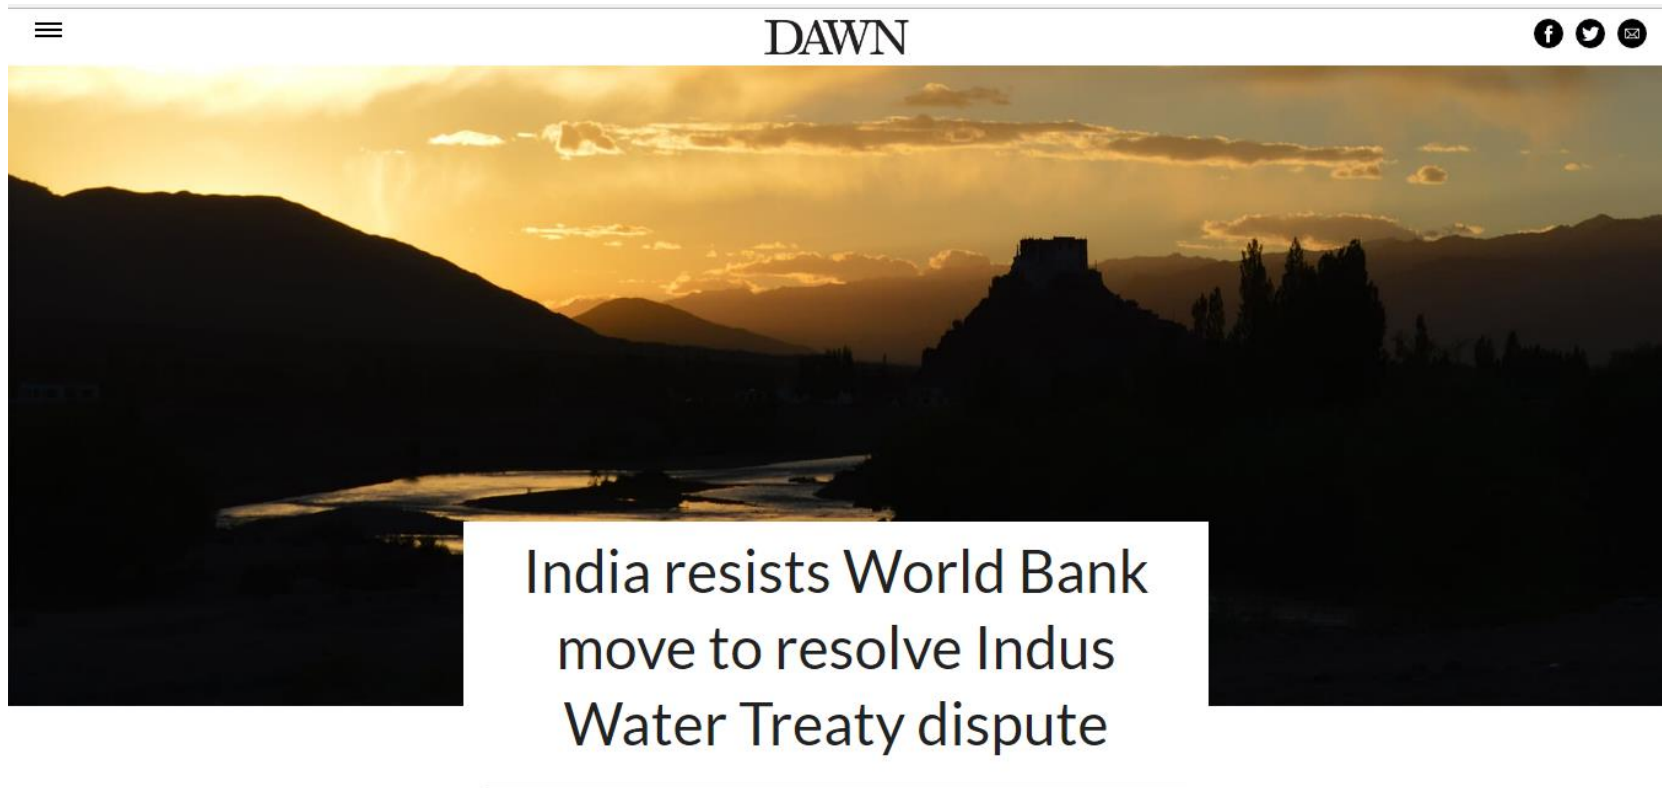 DAWN
India resists World Bank
move to resolve Indus
Water Treaty dispute